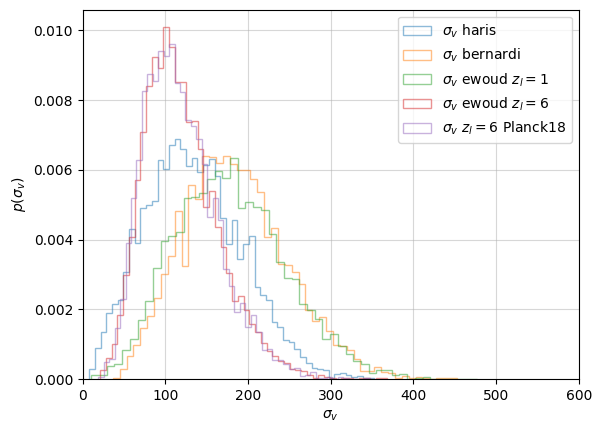 0.010
0.008
0.006
0.004
0.002
0.000
p(σ_v)
0 100 200 300 400 500 600
σ_v
σ_v haris
σ_v bernardi
σ_v ewoud z_l = 1
σ_v ewoud z_l = 6
σ_v z_l = 6 Planck18